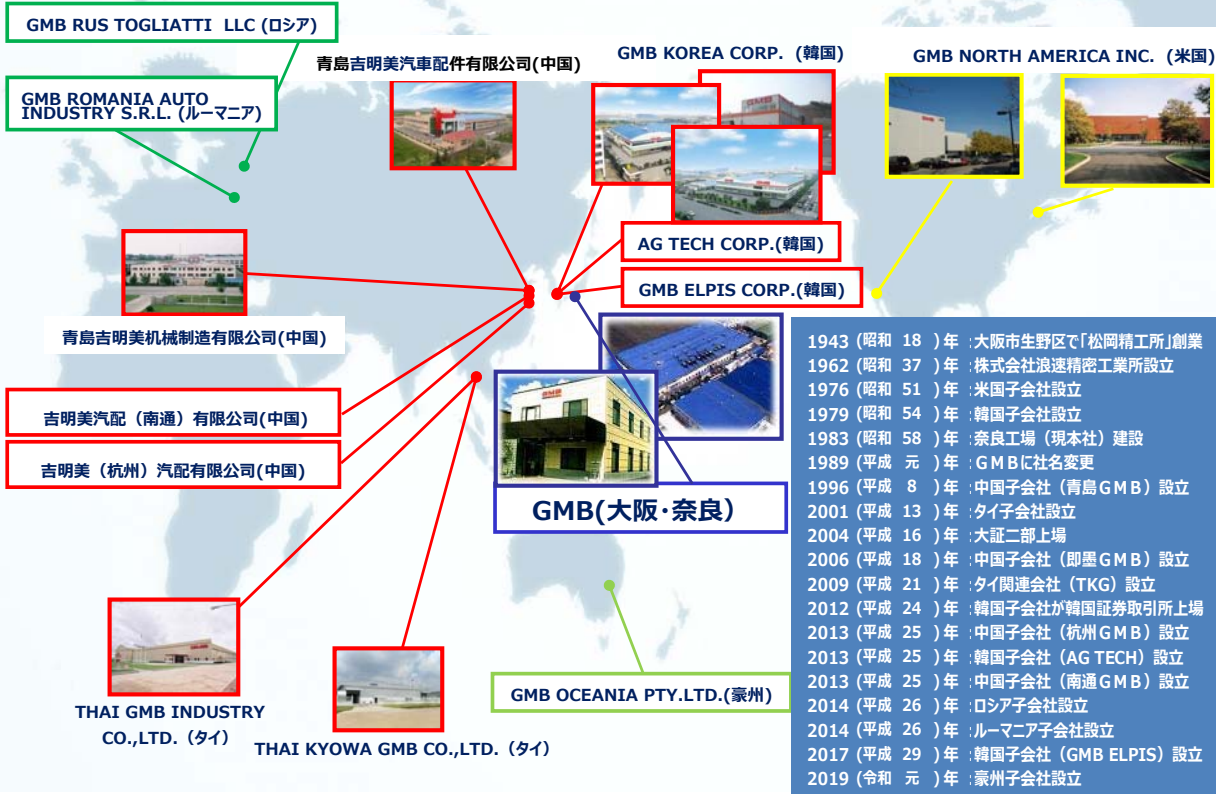 GMB RUS TOGLIATTI LLC (ロシア)
青島吉明美汽車配件有限公司(中国)
GMB KOREA CORP. (韓国)
GMB NORTH AMERICA INC. (米国)
GMB ROMANIA AUTO
INDUSTRY S.R.L. (ルーマニア)
AG TECH CORP.(韓国)
GMB ELPIS CORP.(韓国)
青島吉明美机械制造有限公司(中国)
吉明美汽配（南通）有限公司(中国)
吉明美（杭州）汽配有限公司(中国)
GMB(大阪・奈良）
GMB OCEANIA PTY.LTD.(豪州)
THAI GMB INDUSTRY
CO.,LTD.（タイ）
THAI KYOWA GMB CO.,LTD.（タイ）
1943 (昭和 18 ) 年 :大阪市生野区で「松岡精工所」創業
1962 (昭和 37 ) 年 :株式会社浪速精密工業所設立
1976 (昭和 51 ) 年 :米国子会社設立
1979 (昭和 54 ) 年 :韓国子会社設立
1983 (昭和 58 ) 年 :奈良工場（現本社）建設
1989 (平成 元 ) 年 :ＧＭＢに社名変更
1996 (平成 8 ) 年 :中国子会社（青島ＧＭＢ）設立
2001 (平成 13 ) 年 :タイ子会社設立
2004 (平成 16 ) 年 :大証二部上場
2006 (平成 18 ) 年 :中国子会社（即墨ＧＭＢ）設立
2009 (平成 21 ) 年 :タイ関連会社（TKG）設立
2012 (平成 24 ) 年 :韓国子会社が韓国証券取引所上場
2013 (平成 25 ) 年 :中国子会社（杭州ＧＭＢ）設立
2013 (平成 25 ) 年 :韓国子会社（AG TECH）設立
2013 (平成 25 ) 年 :中国子会社（南通ＧＭＢ）設立
2014 (平成 26 ) 年 :ロシア子会社設立
2014 (平成 26 ) 年 :ルーマニア子会社設立
2017 (平成 29 ) 年 :韓国子会社（GMB ELPIS）設立
2019 (令和 元 ) 年 :豪州子会社設立